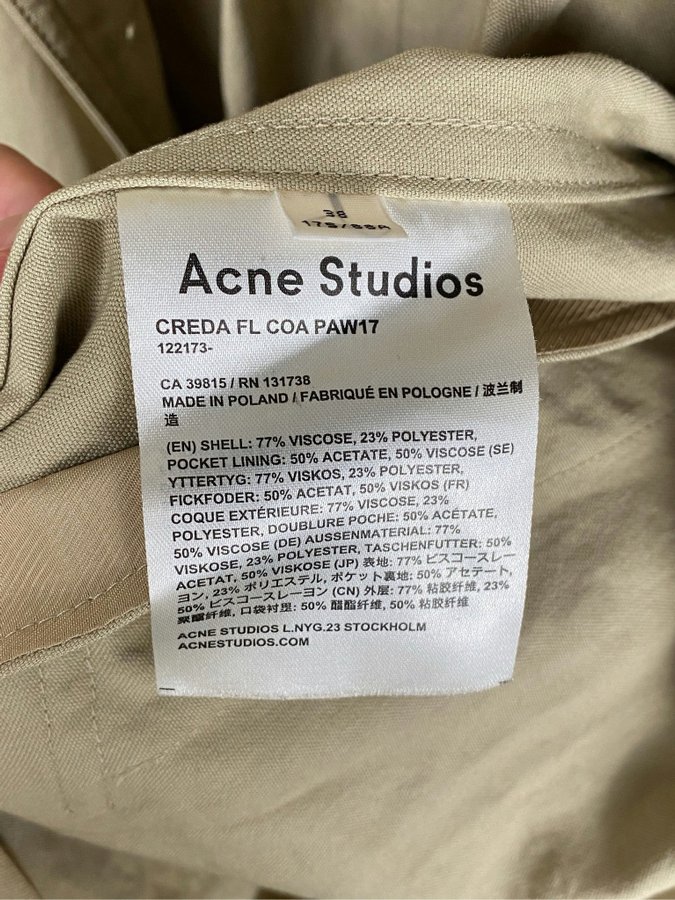 38
175/88A
Acne Studios
CREDA FL COA PAW17
122173-
CA 39815 / RN 131738
MADE IN POLAND / FABRIQUÉ EN POLOGNE / 波兰制
造
(EN) SHELL: 77% VISCOSE, 23% POLYESTER,
POCKET LINING: 50% ACETATE, 50% VISCOSE (SE)
YTTERTYG: 77% VISKOS, 23% POLYESTER,
FICKFODER: 50% ACETAT, 50% VISKOS (FR)
COQUE EXTÉRIEURE: 77% VISCOSE, 23%
POLYESTER, DOUBLURE POCHE: 50% ACÉTATE,
50% VISCOSE (DE) AUSSENMATERIAL: 77%
VISKOSE, 23% POLYESTER, TASCHENFUTTER: 50%
ACETAT, 50% VISKOSE (JP) 表地: 77% ビスコースレー
ヨン, 23% ポリエステル, ポケット裏地: 50% アセテート,
50% ビスコースレーヨン (CN) 外层: 77% 粘胶纤维, 23%
聚酯纤维, 口袋衬里: 50% 醋酯纤维, 50% 粘胶纤维
ACNE STUDIOS L.NYG.23 STOCKHOLM
ACNESTUDIOS.COM